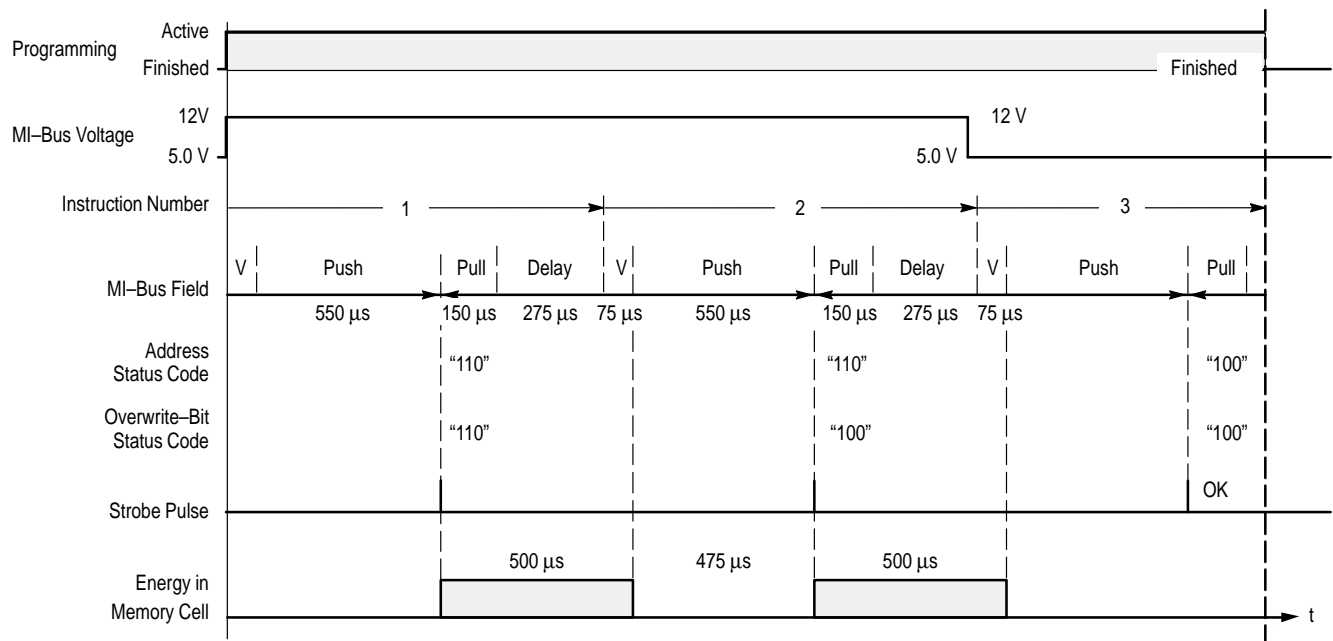 Programming
Active
Finished
Finished
MI–Bus Voltage
12V
5.0 V
12 V
5.0 V
Instruction Number
1
2
3
MI–Bus Field
V Push Pull Delay V Push Pull Delay V Push Pull
550 µs 150 µs 275 µs 75 µs 550 µs 150 µs 275 µs 75 µs
Address
Status Code
“110” “110” “100”
Overwrite–Bit
Status Code
“110” “100” “100”
Strobe Pulse
OK
Energy in
Memory Cell
500 µs 475 µs 500 µs
t